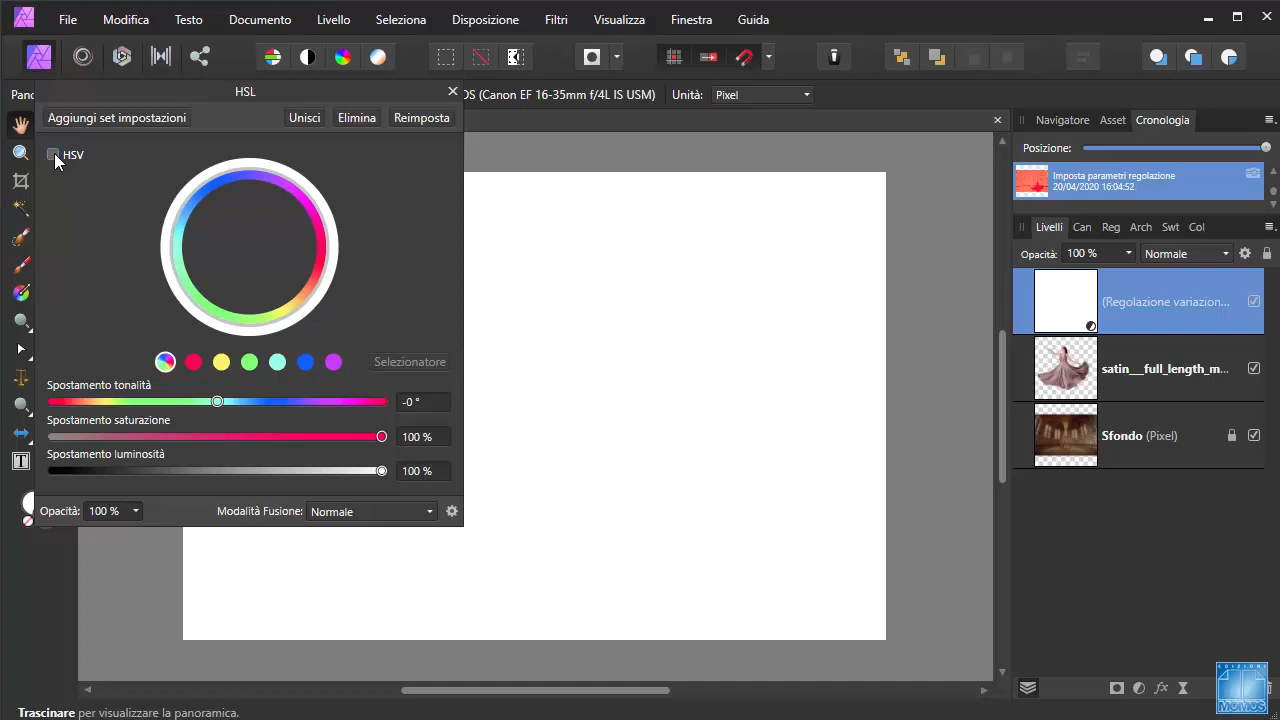 File Modifica Testo Documento Livello Seleziona Disposizione Filtri Visualizza Finestra Guida
HSL
OS (Canon EF 16-35mm f/4L IS USM) Unità: Pixel
Aggiungi set impostazioni Unisci Elimina Reimposta
HSV
Selezionatore
Spostamento tonalità
-0 °
Spostamento saturazione
100 %
Spostamento luminosità
100 %
Opacità: 100 % Modalità Fusione: Normale
Navigatore Asset Cronologia
Posizione:
Imposta parametri regolazione
20/04/2020 16:04:52
Livelli Can Reg Arch Swt Col
Opacità: 100 % Normale
(Regolazione variazion...
satin__full_length_m...
Sfondo (Pixel)
EDIZIONI
MOMOS
Trascinare per visualizzare la panoramica.